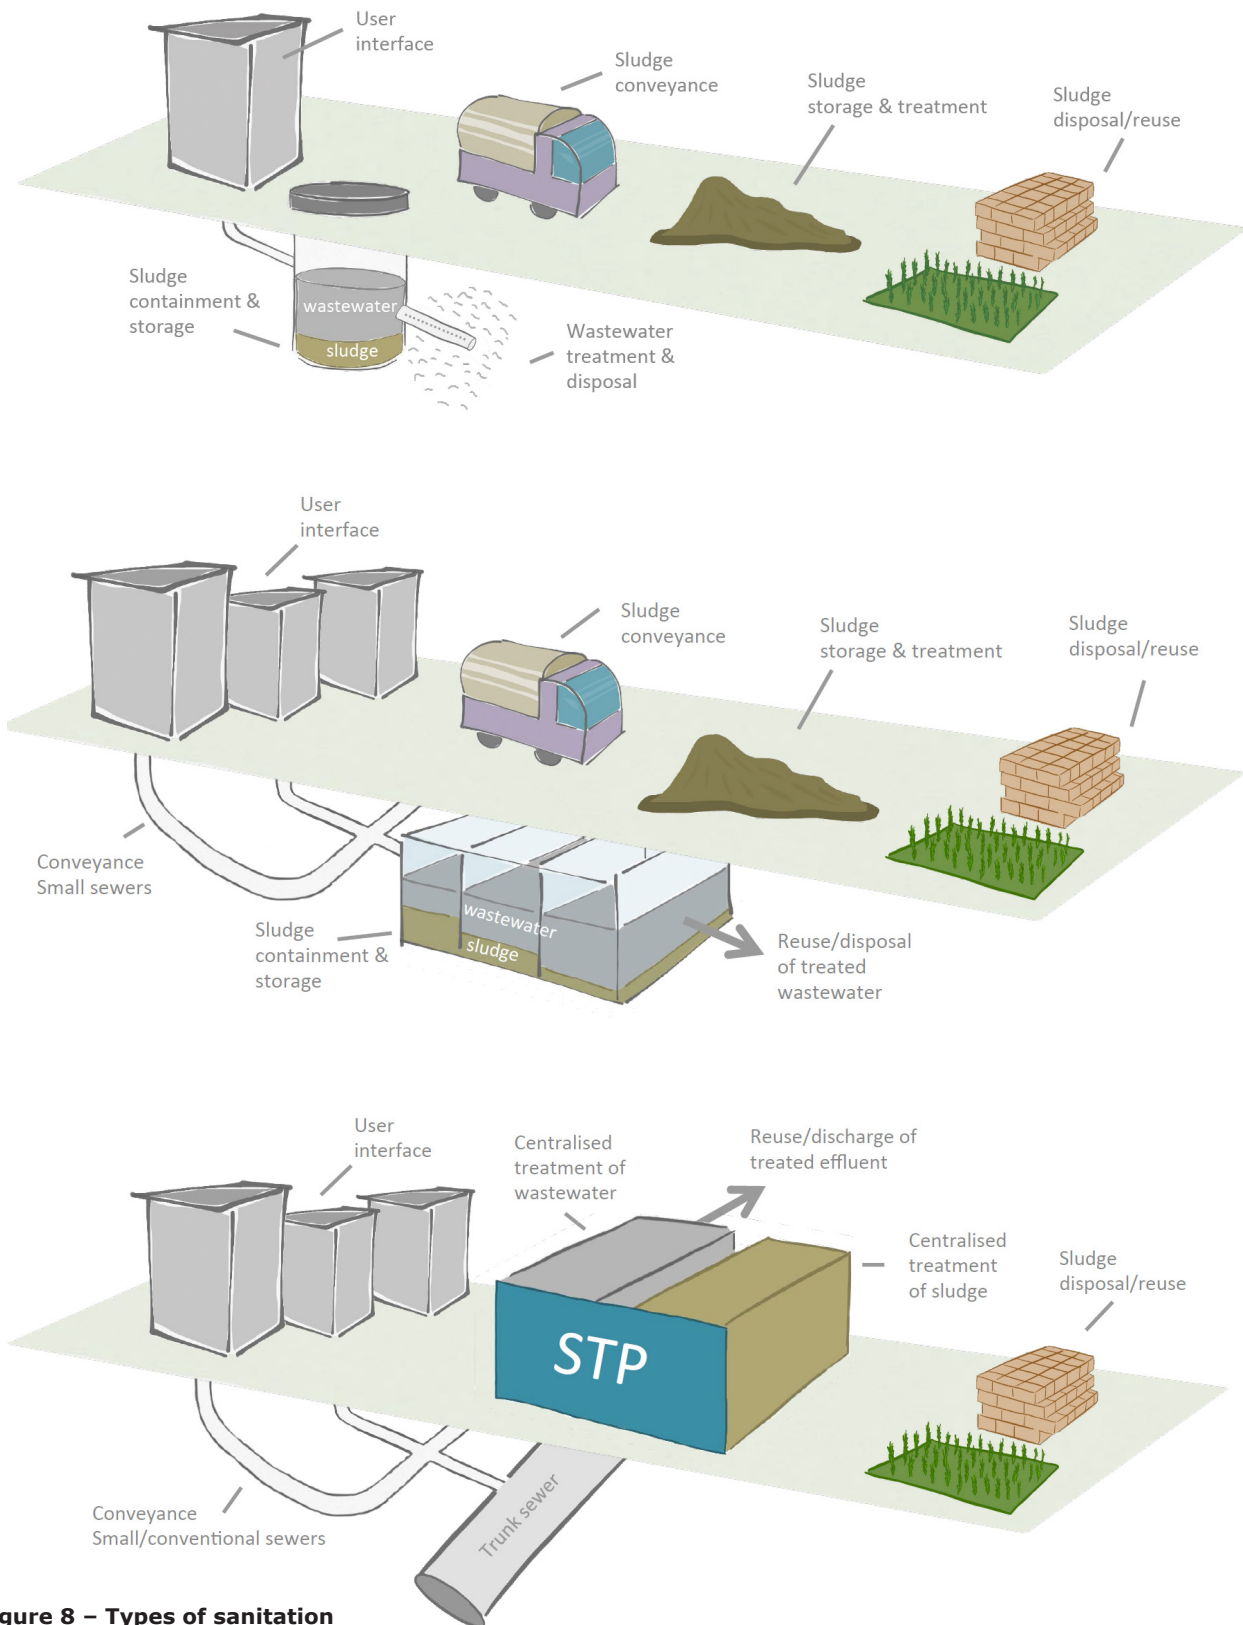 User
interface
Sludge
conveyance
Sludge
storage & treatment
Sludge
disposal/reuse
Sludge
containment &
storage
wastewater
sludge
Wastewater
treatment &
disposal
User
interface
Sludge
conveyance
Sludge
storage & treatment
Sludge
disposal/reuse
Conveyance
Small sewers
Sludge
containment &
storage
wastewater
sludge
Reuse/disposal
of treated
wastewater
User
interface
Centralised
treatment of
wastewater
Reuse/discharge of
treated effluent
Centralised
treatment
of sludge
Sludge
disposal/reuse
STP
Conveyance
Small/conventional sewers
Trunk sewer
gure 8 – Types of sanitation